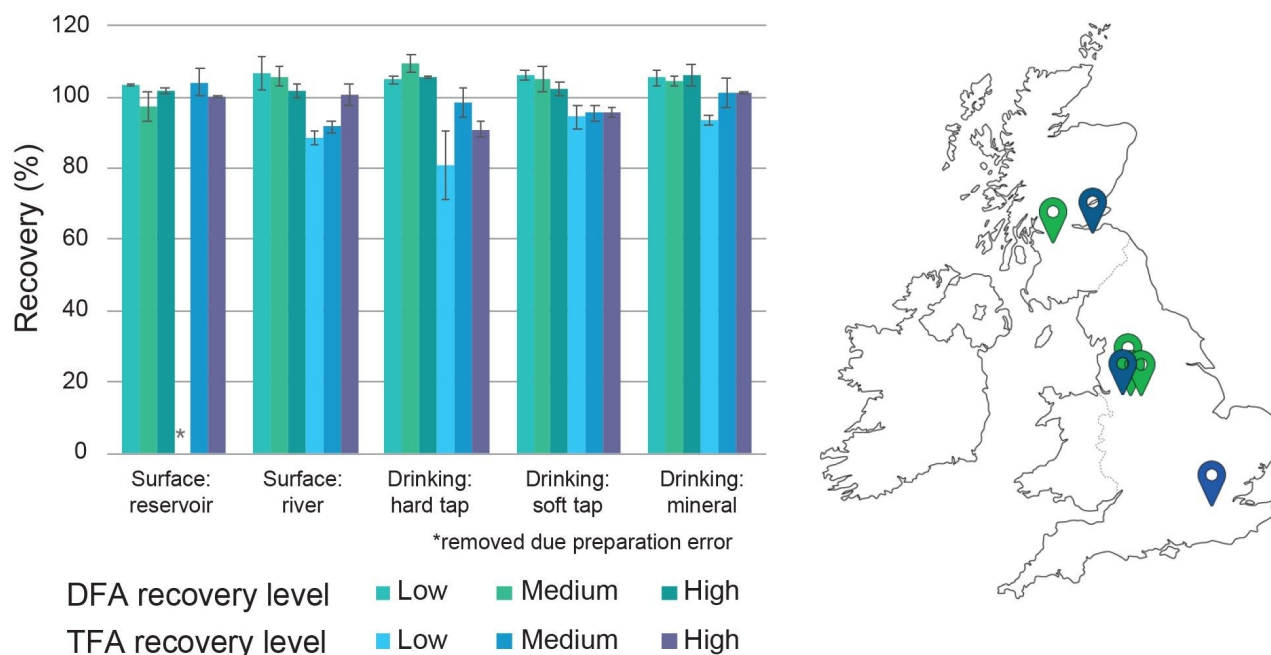 120
100
80
60
40
20
0
Recovery (%)
*
Surface:
reservoir
Surface:
river
Drinking:
hard tap
Drinking:
soft tap
Drinking:
mineral
*removed due preparation error
DFA recovery level Low Medium High
TFA recovery level Low Medium High